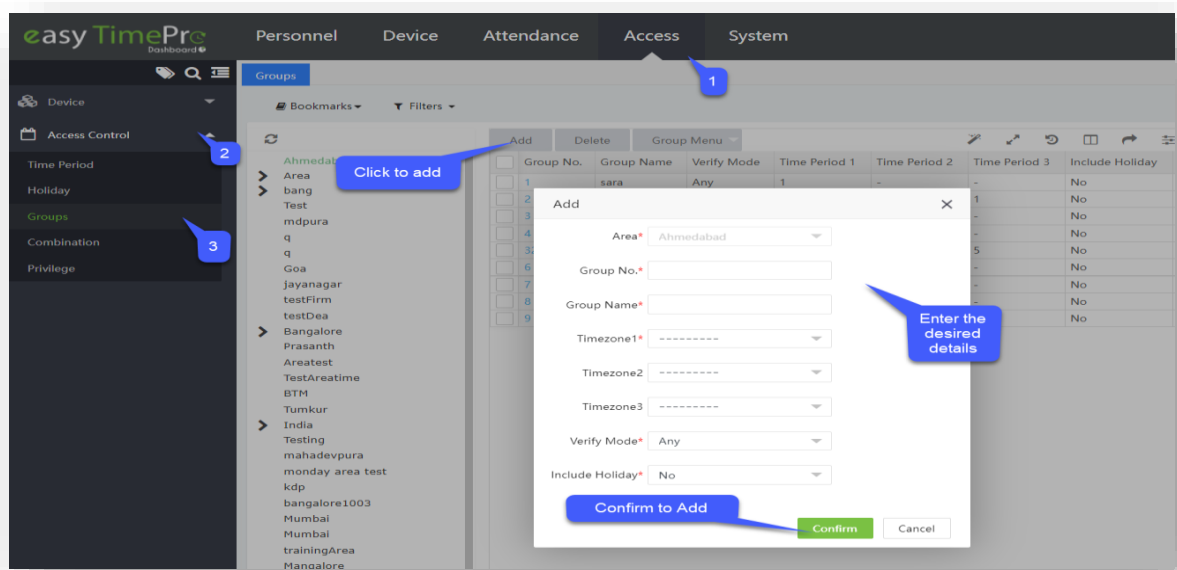 easy TimePro
Dashboard
Personnel Device Attendance Access System
1
Groups
Device
Bookmarks Filters
Access Control
2
Time Period
Holiday
Groups
3
Combination
Privilege
Ahmedab
Area
bang
Test
mdpura
q
q
Goa
jayanagar
testFirm
testDea
Bangalore
Prasanth
Areatest
TestAreatime
BTM
Tumkur
India
Testing
mahadevpura
monday area test
kdp
bangalore1003
Mumbai
Mumbai
trainingArea
Mangalore
Click to add
Add Delete Group Menu
Group No. Group Name Verify Mode Time Period 1 Time Period 2 Time Period 3 Include Holiday
1 sara Any 1 - - No
2 1 No
3 - No
4 - No
32 5 No
6 - No
7 - No
8 - No
9 No
Add
Area* Ahmedabad
Group No.*
Group Name*
Timezone1* ---------
Timezone2 ---------
Timezone3 ---------
Verify Mode* Any
Include Holiday* No
Enter the
desired
details
Confirm to Add
Confirm Cancel